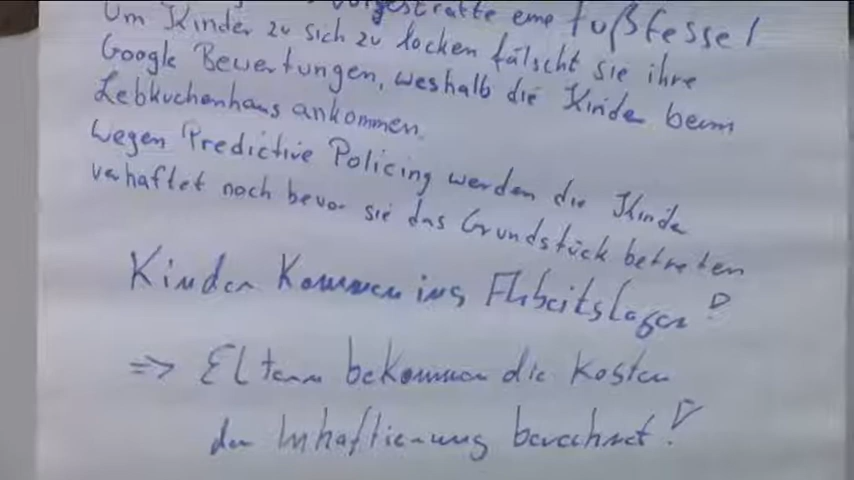 vorgestrafte eine Fußfessel
Um Kinder zu sich zu locken fälscht sie ihre
Google Bewertungen, weshalb die Kinder beim
Lebkuchenhaus ankommen.
Wegen Predictive Policing werden die Kinder
verhaftet noch bevor sie das Grundstück betreten
Kinder kommen ins Arbeitslager!
=> Eltern bekommen die Kosten
der Inhaftierung berechnet!